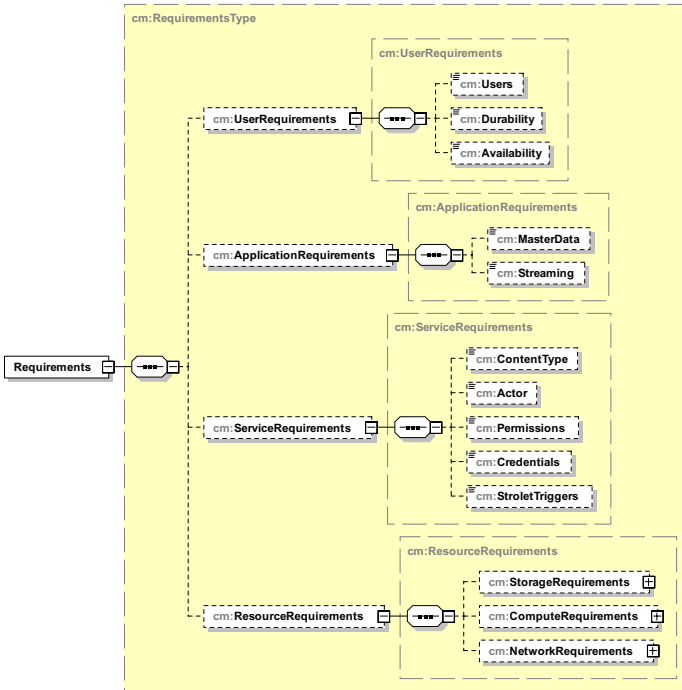 cm:RequirementsType
cm:UserRequirements
cm:Users
cm:UserRequirements
cm:Durability
cm:Availability
cm:ApplicationRequirements
cm:MasterData
cm:ApplicationRequirements
cm:Streaming
cm:ServiceRequirements
cm:ContentType
Requirements
cm:Actor
cm:ServiceRequirements
cm:Permissions
cm:Credentials
cm:StroletTriggers
cm:ResourceRequirements
cm:StorageRequirements
cm:ResourceRequirements
cm:ComputeRequirements
cm:NetworkRequirements